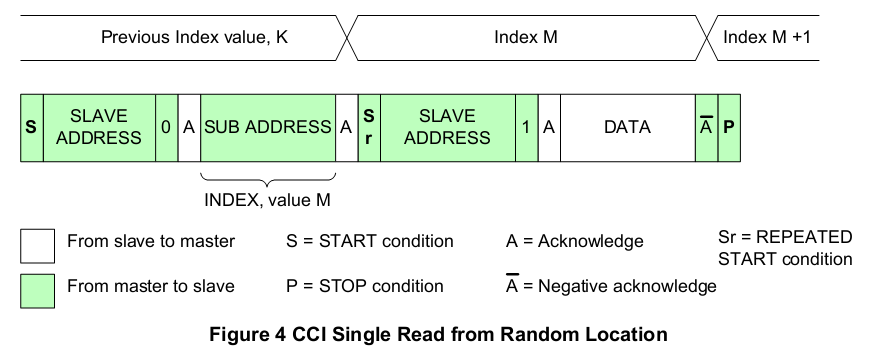 Previous Index value, K Index M Index M +1
S SLAVE ADDRESS 0 A SUB ADDRESS A Sr SLAVE ADDRESS 1 A DATA A̅ P
INDEX, value M
From slave to master S = START condition A = Acknowledge Sr = REPEATED START condition
From master to slave P = STOP condition A̅ = Negative acknowledge
Figure 4 CCI Single Read from Random Location